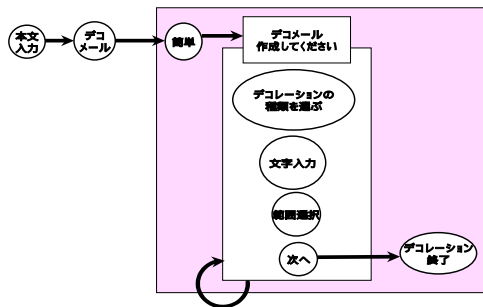 本文
入力
デコ
メール
簡単
デコメール
作成してください
デコレーションの
種類を選ぶ
文字入力
範囲選択
次へ
デコレーション
終了